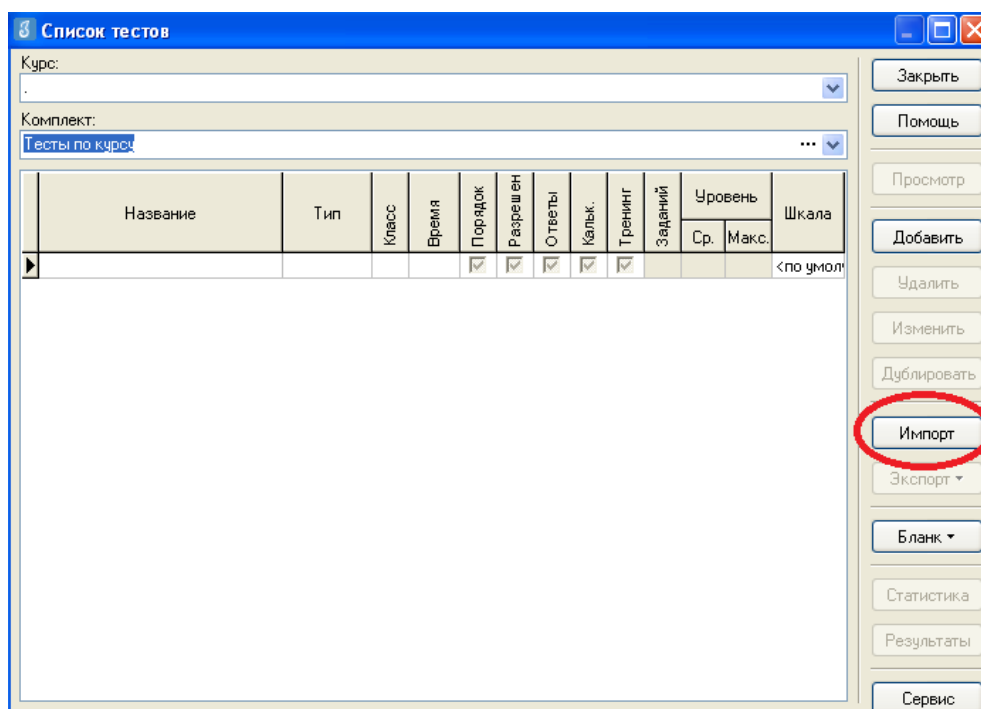 Список тестов
Курс:
.
Комплект:
Тесты по курсу ...
Название Тип Класс Время Порядок Разрешен Ответы Кальк. Тренинг Заданий Уровень Шкала
Ср. Макс.
<по умол
Закрыть
Помощь
Просмотр
Добавить
Удалить
Изменить
Дублировать
Импорт
Экспорт
Бланк
Статистика
Результаты
Сервис